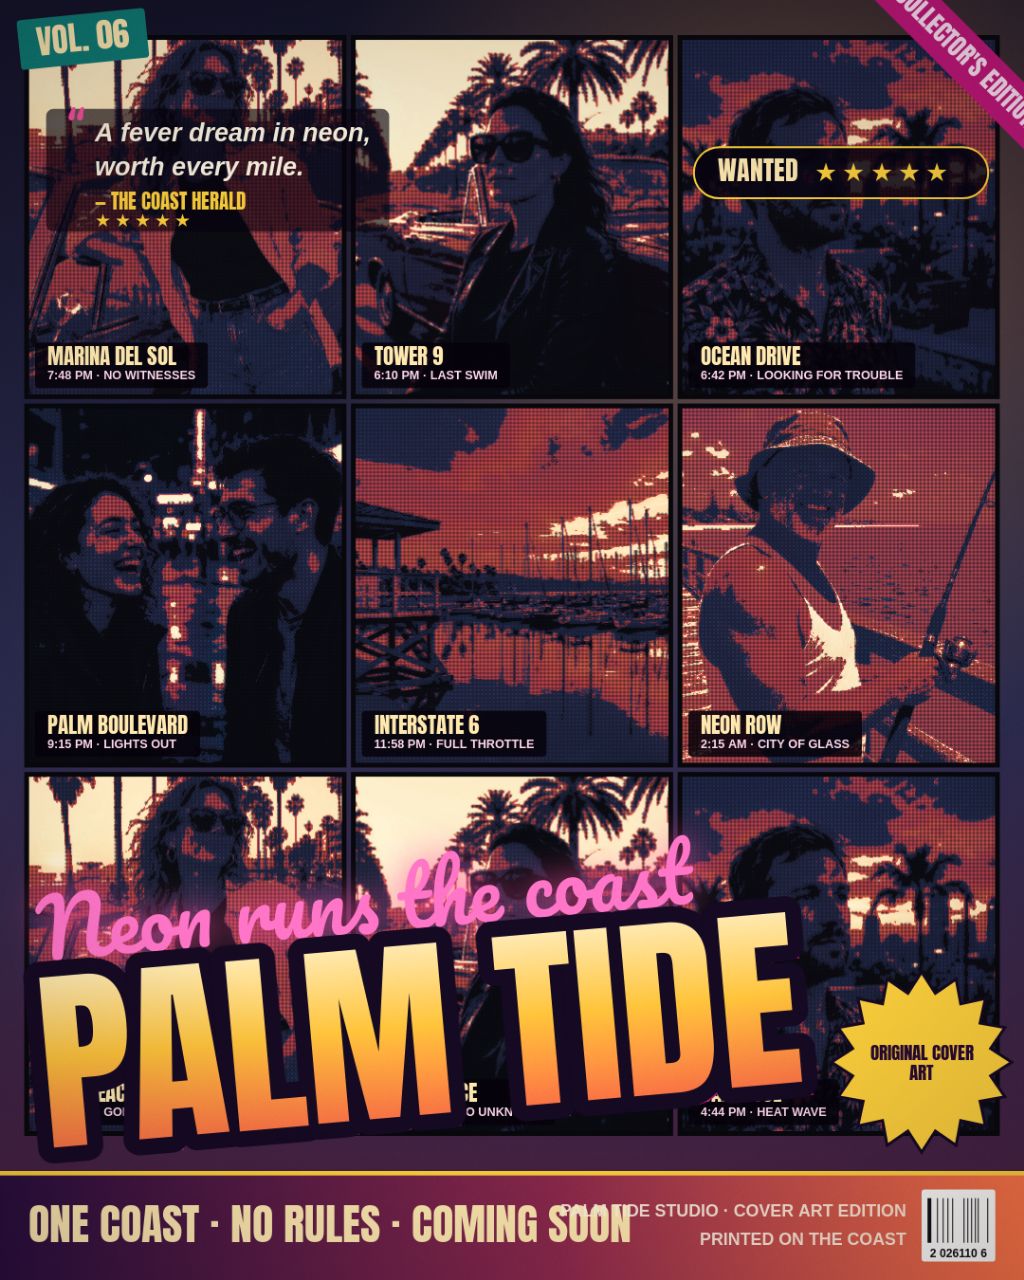 VOL. 06
COLLECTOR'S EDITION
“
A fever dream in neon,
worth every mile.
– THE COAST HERALD
★★★★★
WANTED ★★★★★
MARINA DEL SOL
7:48 PM · NO WITNESSES
TOWER 9
6:10 PM · LAST SWIM
OCEAN DRIVE
6:42 PM · LOOKING FOR TROUBLE
PALM BOULEVARD
9:15 PM · LIGHTS OUT
INTERSTATE 6
11:58 PM · FULL THROTTLE
NEON ROW
2:15 AM · CITY OF GLASS
Neon runs the coast
PALM TIDE
4:44 PM · HEAT WAVE
ORIGINAL COVER
ART
ONE COAST · NO RULES · COMING SOON
PALM TIDE STUDIO · COVER ART EDITION
PRINTED ON THE COAST
2 026110 6